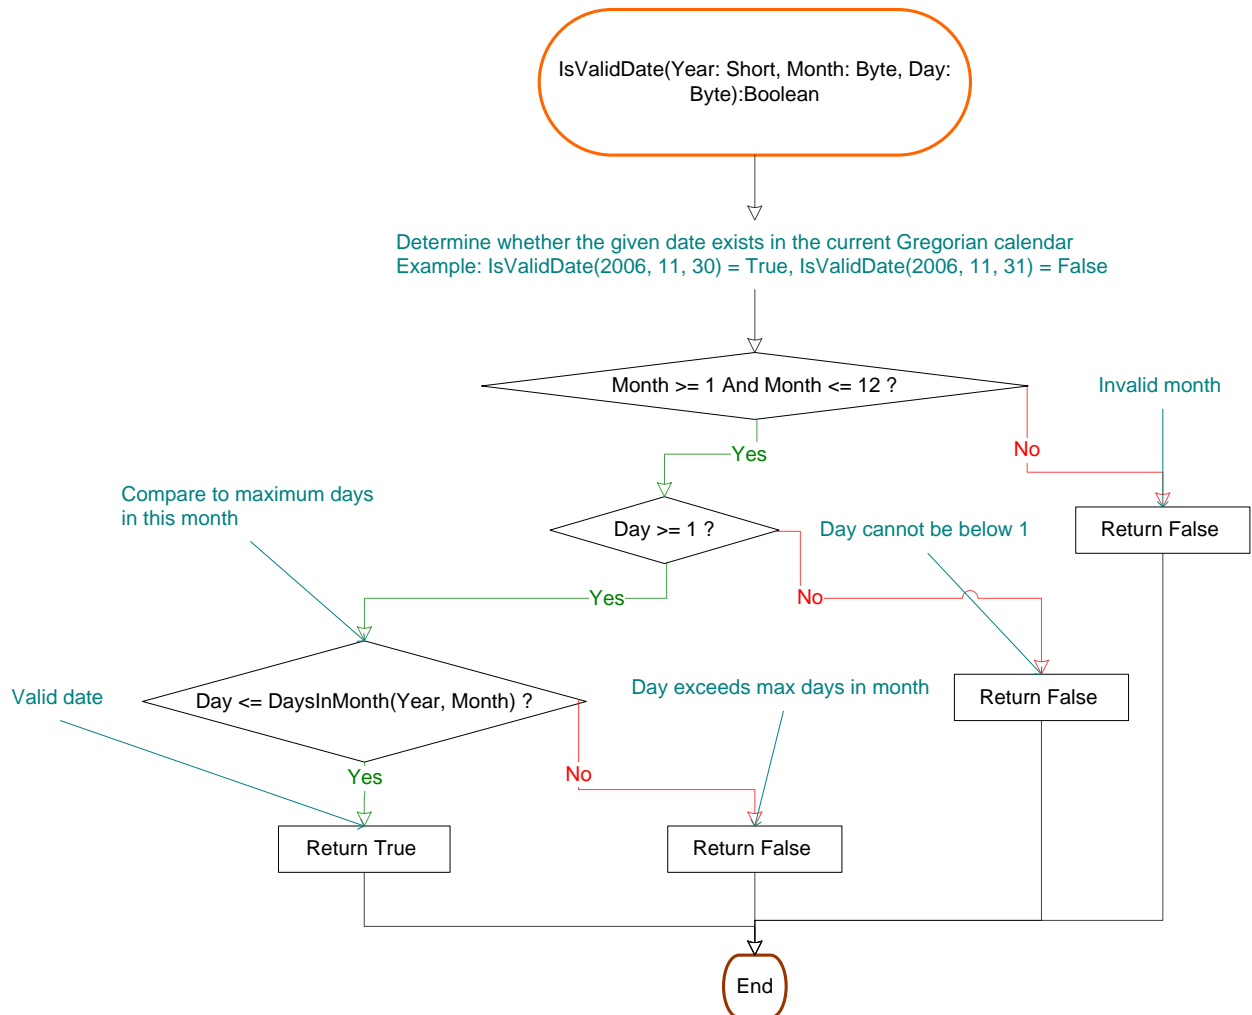 IsValidDate(Year: Short, Month: Byte, Day:
Byte):Boolean
Determine whether the given date exists in the current Gregorian calendar
Example: IsValidDate(2006, 11, 30) = True, IsValidDate(2006, 11, 31) = False
Month >= 1 And Month <= 12 ?
Invalid month
No
Yes
Compare to maximum days
in this month
Day >= 1 ?
Day cannot be below 1
Return False
Yes
No
Valid date
Day <= DaysInMonth(Year, Month) ?
Day exceeds max days in month
Return False
Yes
No
Return True
Return False
End